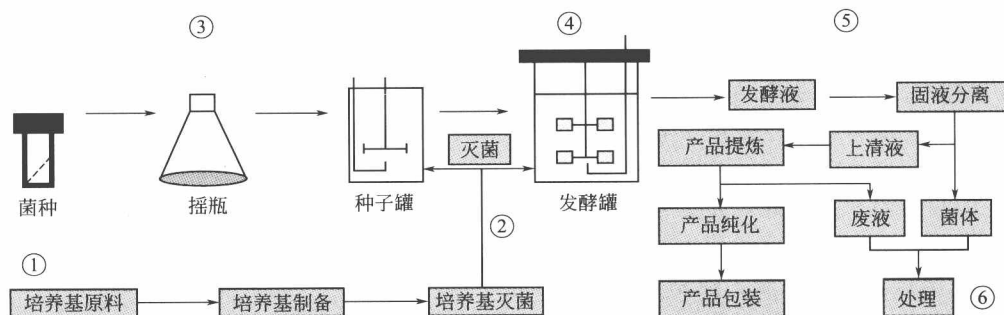 ③
④
⑤
发酵液
固液分离
灭菌
产品提炼
上清液
菌种
摇瓶
种子罐
发酵罐
②
产品纯化
废液
菌体
①
培养基原料
培养基制备
培养基灭菌
产品包装
处理
⑥